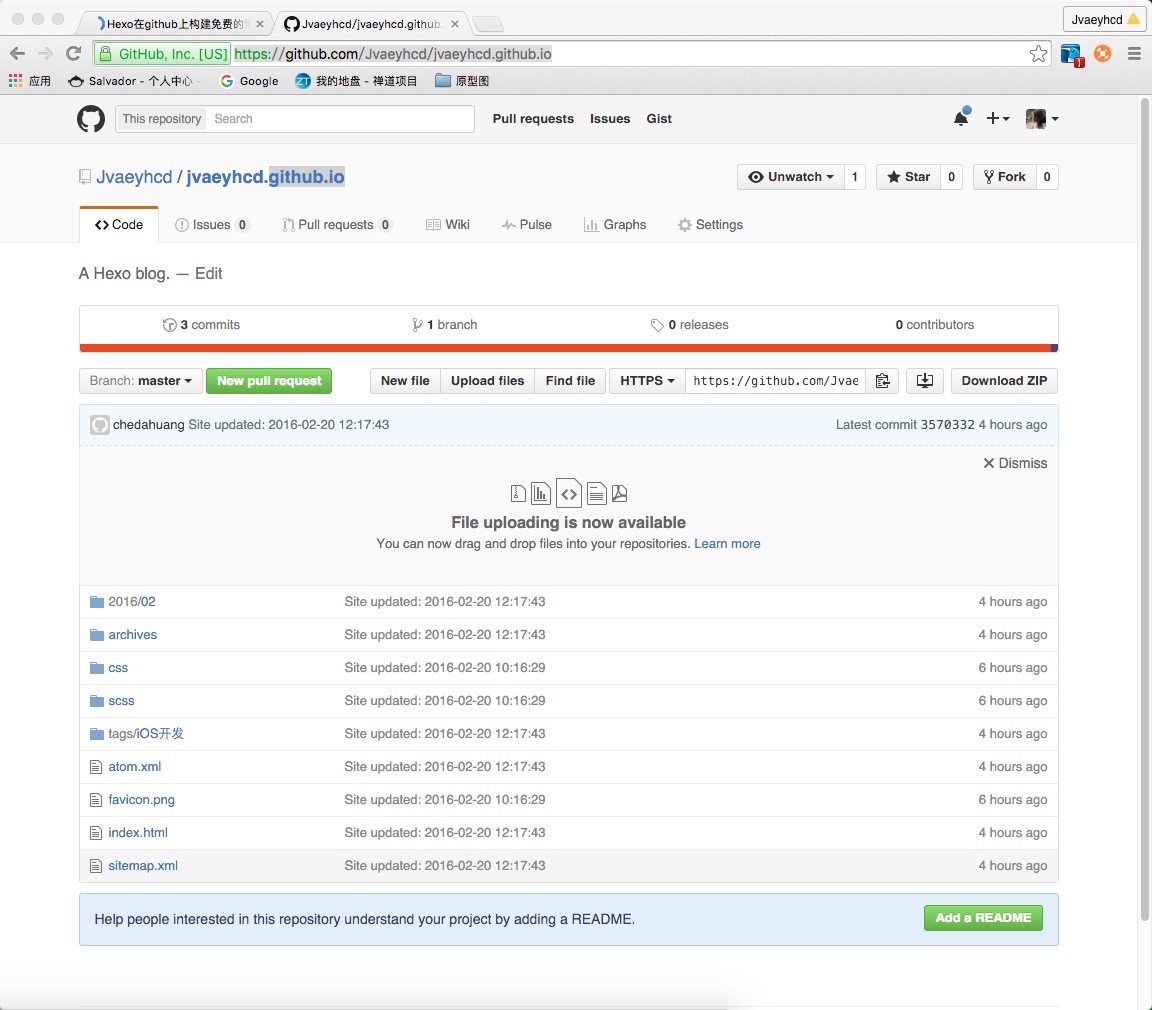 Hexo在github上构建免费的
Jvaeyhcd/jvaeyhcd.github.
Jvaeyhcd
GitHub, Inc. [US] https://github.com/Jvaeyhcd/jvaeyhcd.github.io
1
应用 Salvador - 个人中心 - Google ZT 我的地盘 - 禅道项目 原型图
This repository Search Pull requests Issues Gist
Jvaeyhcd / jvaeyhcd.github.io Unwatch 1 Star 0 Fork 0
Code Issues 0 Pull requests 0 Wiki Pulse Graphs Settings
A Hexo blog. — Edit
3 commits 1 branch 0 releases 0 contributors
Branch: master New pull request New file Upload files Find file HTTPS https://github.com/Jvae Download ZIP
chedahuang Site updated: 2016-02-20 12:17:43 Latest commit 3570332 4 hours ago
Dismiss
File uploading is now available
You can now drag and drop files into your repositories. Learn more
2016/02 Site updated: 2016-02-20 12:17:43 4 hours ago
archives Site updated: 2016-02-20 12:17:43 4 hours ago
css Site updated: 2016-02-20 10:16:29 6 hours ago
scss Site updated: 2016-02-20 10:16:29 6 hours ago
tags/iOS开发 Site updated: 2016-02-20 12:17:43 4 hours ago
atom.xml Site updated: 2016-02-20 12:17:43 4 hours ago
favicon.png Site updated: 2016-02-20 10:16:29 6 hours ago
index.html Site updated: 2016-02-20 12:17:43 4 hours ago
sitemap.xml Site updated: 2016-02-20 12:17:43 4 hours ago
Help people interested in this repository understand your project by adding a README. Add a README